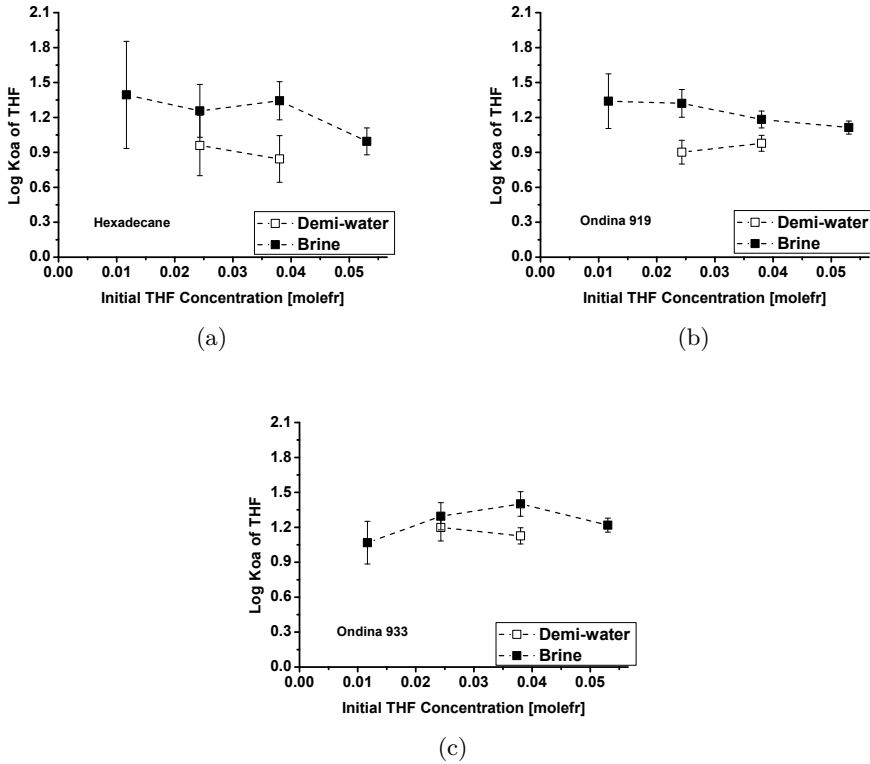 2.1
1.8
1.5
1.2
0.9
0.6
0.3
0.0
Log Koa of THF
Hexadecane
Demi-water
Brine
0.00 0.01 0.02 0.03 0.04 0.05
Initial THF Concentration [molefr]
(a)
2.1
1.8
1.5
1.2
0.9
0.6
0.3
0.0
Log Koa of THF
Ondina 919
Demi-water
Brine
0.00 0.01 0.02 0.03 0.04 0.05
Initial THF Concentration [molefr]
(b)
2.1
1.8
1.5
1.2
0.9
0.6
0.3
0.0
Log Koa of THF
Ondina 933
Demi-water
Brine
0.00 0.01 0.02 0.03 0.04 0.05
Initial THF Concentration [molefr]
(c)